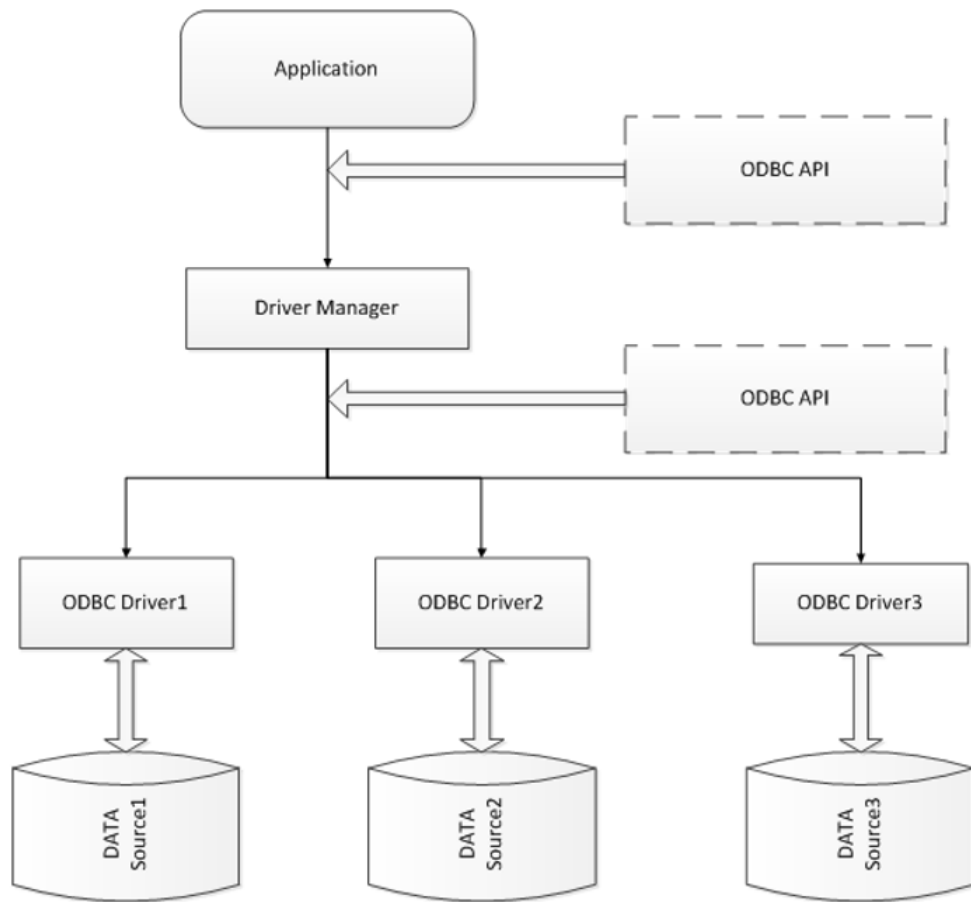 Application
ODBC API
Driver Manager
ODBC API
ODBC Driver1
ODBC Driver2
ODBC Driver3
DATA
Source1
DATA
Source2
DATA
Source3